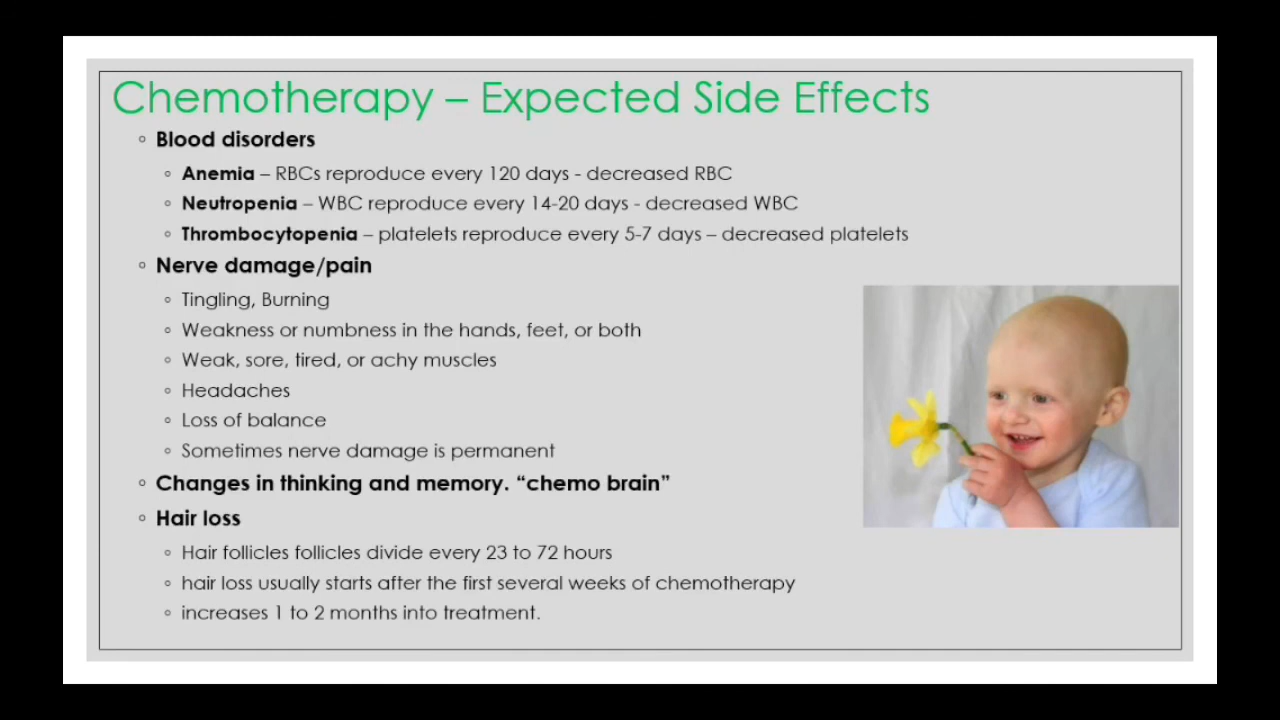 Chemotherapy – Expected Side Effects
◦ Blood disorders
◦ Anemia – RBCs reproduce every 120 days - decreased RBC
◦ Neutropenia – WBC reproduce every 14-20 days - decreased WBC
◦ Thrombocytopenia – platelets reproduce every 5-7 days – decreased platelets
◦ Nerve damage/pain
◦ Tingling, Burning
◦ Weakness or numbness in the hands, feet, or both
◦ Weak, sore, tired, or achy muscles
◦ Headaches
◦ Loss of balance
◦ Sometimes nerve damage is permanent
◦ Changes in thinking and memory. “chemo brain”
◦ Hair loss
◦ Hair follicles follicles divide every 23 to 72 hours
◦ hair loss usually starts after the first several weeks of chemotherapy
◦ increases 1 to 2 months into treatment.